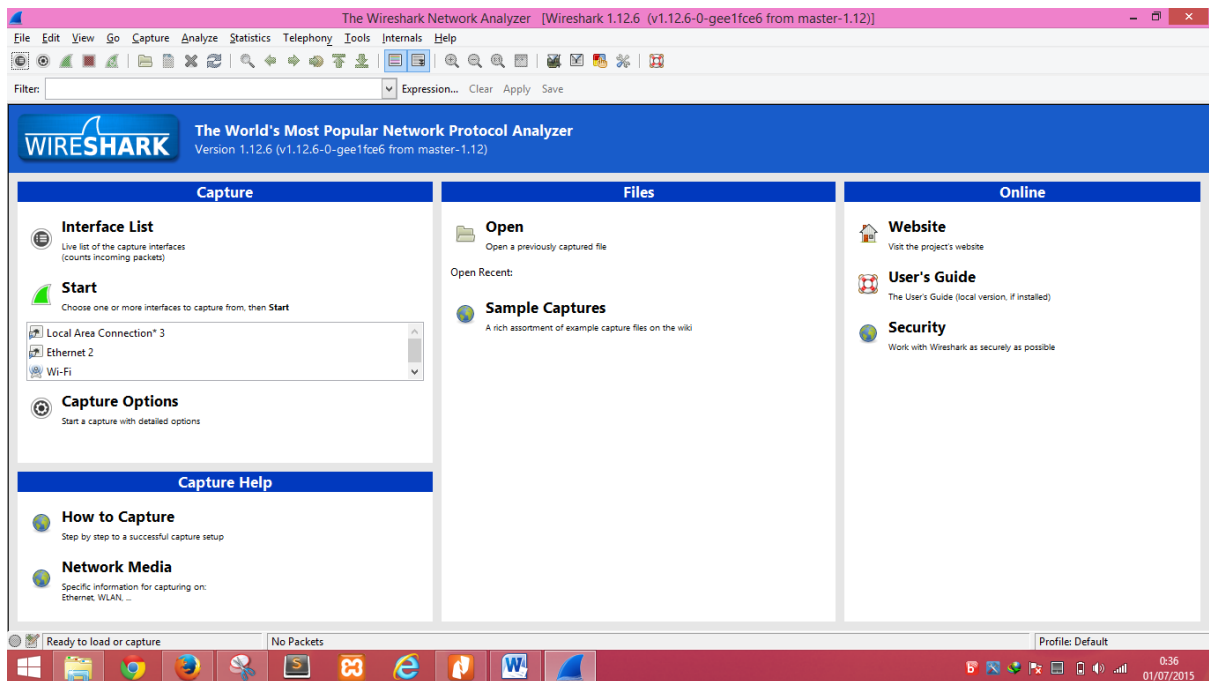 The Wireshark Network Analyzer [Wireshark 1.12.6 (v1.12.6-0-gee1fce6 from master-1.12)]
File Edit View Go Capture Analyze Statistics Telephony Tools Internals Help
Filter: Expression... Clear Apply Save
WIRESHARK
The World's Most Popular Network Protocol Analyzer
Version 1.12.6 (v1.12.6-0-gee1fce6 from master-1.12)
Capture
Interface List
Live list of the capture interfaces
(counts incoming packets)
Start
Choose one or more interfaces to capture from, then Start
Local Area Connection* 3
Ethernet 2
Wi-Fi
Capture Options
Start a capture with detailed options
Capture Help
How to Capture
Step by step to a successful capture setup
Network Media
Specific information for capturing on:
Ethernet, WLAN, ...
Files
Open
Open a previously captured file
Open Recent:
Sample Captures
A rich assortment of example capture files on the wiki
Online
Website
Visit the project's website
User's Guide
The User's Guide (local version, if installed)
Security
Work with Wireshark as securely as possible
Ready to load or capture
No Packets
Profile: Default
0:36
01/07/2015